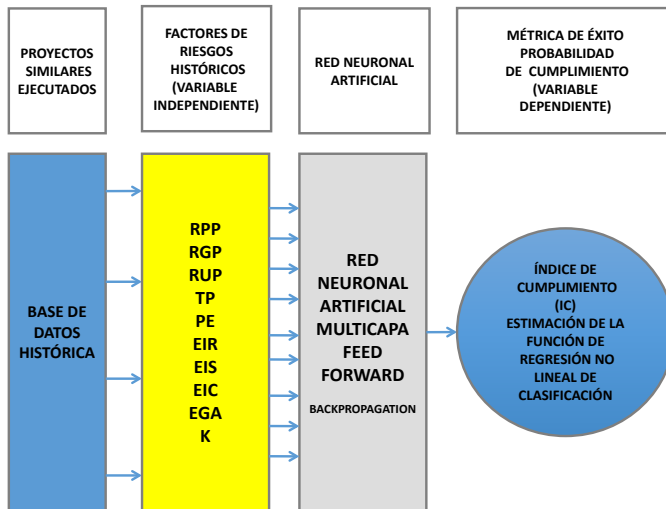 PROYECTOS
SIMILARES
EJECUTADOS
FACTORES DE
RIESGOS
HISTÓRICOS
(VARIABLE
INDEPENDIENTE)
RED NEURONAL
ARTIFICIAL
MÉTRICA DE ÉXITO
PROBABILIDAD
DE CUMPLIMIENTO
(VARIABLE
DEPENDIENTE)
BASE DE
DATOS
HISTÓRICA
RPP
RGP
RUP
TP
PE
EIR
EIS
EIC
EGA
K
RED
NEURONAL
ARTIFICIAL
MULTICAPA
FEED
FORWARD
BACKPROPAGATION
ÍNDICE DE
CUMPLIMIENTO
(IC)
ESTIMACIÓN DE LA
FUNCIÓN DE
REGRESIÓN NO
LINEAL DE
CLASIFICACIÓN